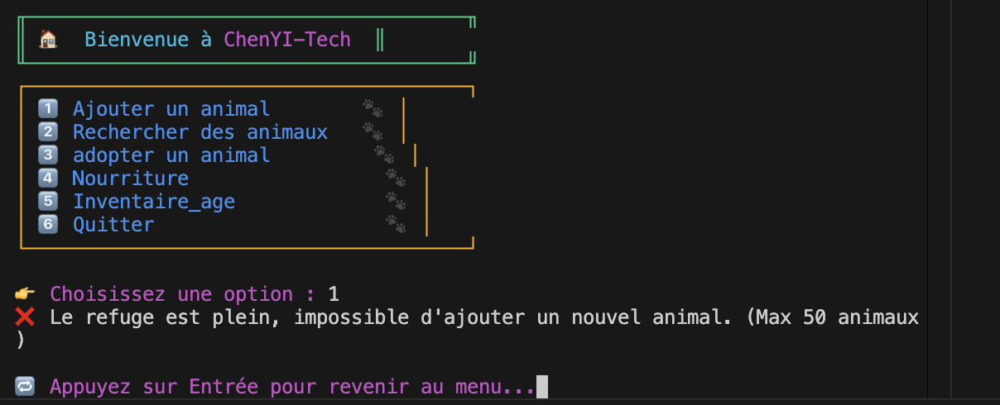 🏠 Bienvenue à ChenYI-Tech
1 Ajouter un animal
2 Rechercher des animaux
3 adopter un animal
4 Nourriture
5 Inventaire_age
6 Quitter
👉 Choisissez une option : 1
❌ Le refuge est plein, impossible d'ajouter un nouvel animal. (Max 50 animaux
)
🔁 Appuyez sur Entrée pour revenir au menu...